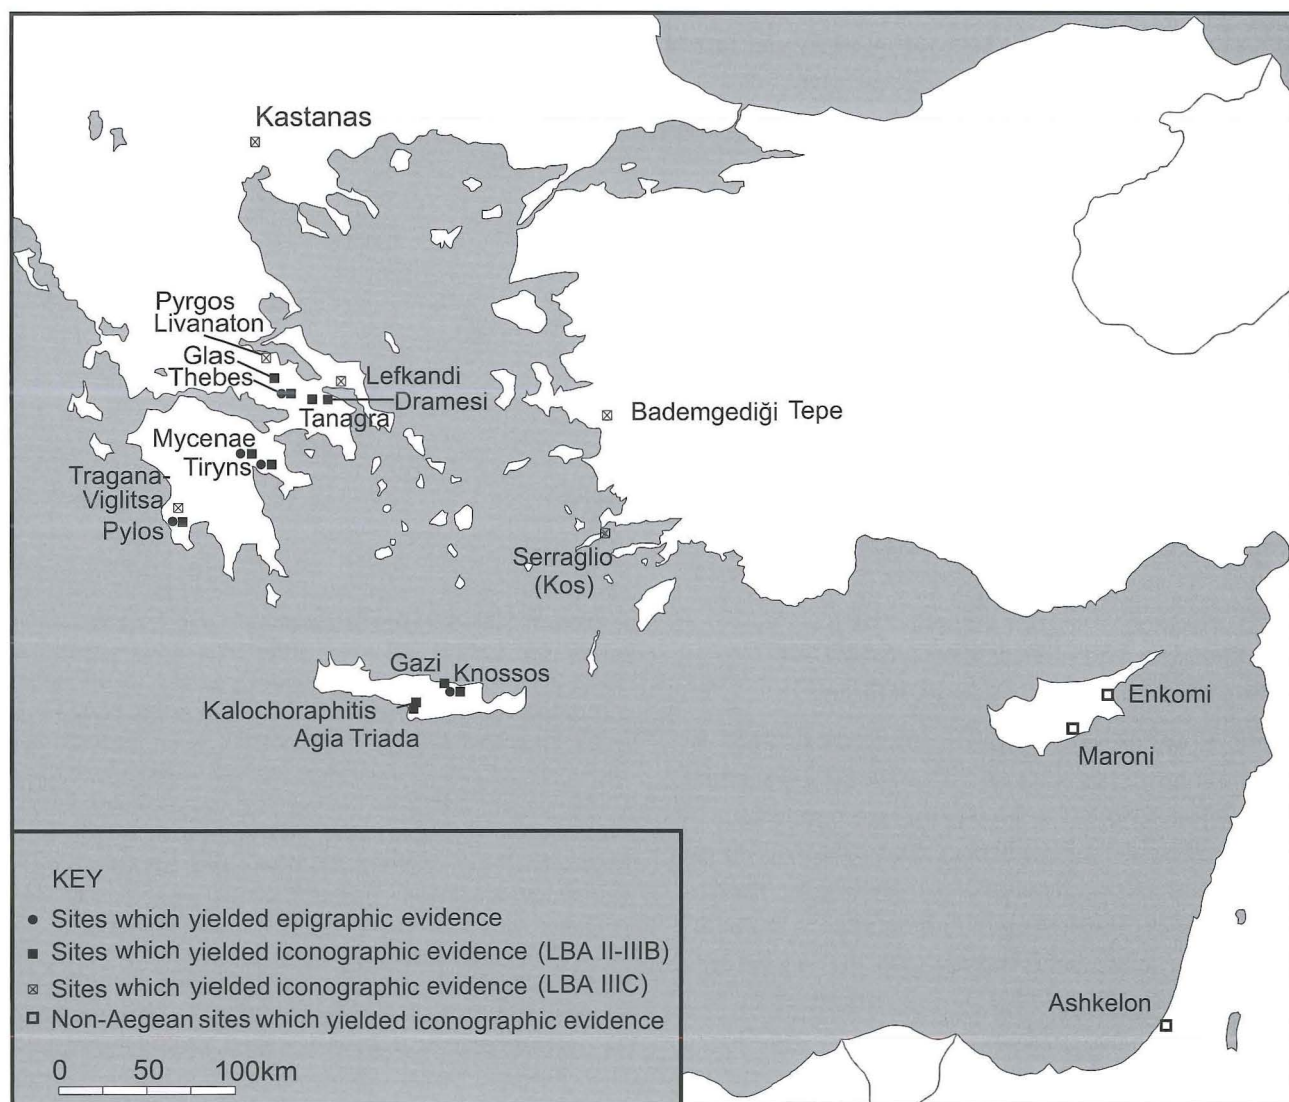 Kastanas
Pyrgos
Livanaton
Glas
Thebes
Lefkandi
Dramesi
Tanagra
Bademgediği Tepe
Mycenae
Tiryns
Tragana-
Viglitsa
Pylos
Serraglio
(Kos)
Gazi
Knossos
Kalochoraphitis
Agia Triada
Enkomi
Maroni
Ashkelon
KEY
Sites which yielded epigraphic evidence
Sites which yielded iconographic evidence (LBA II-IIIB)
Sites which yielded iconographic evidence (LBA IIIC)
Non-Aegean sites which yielded iconographic evidence
0 50 100km